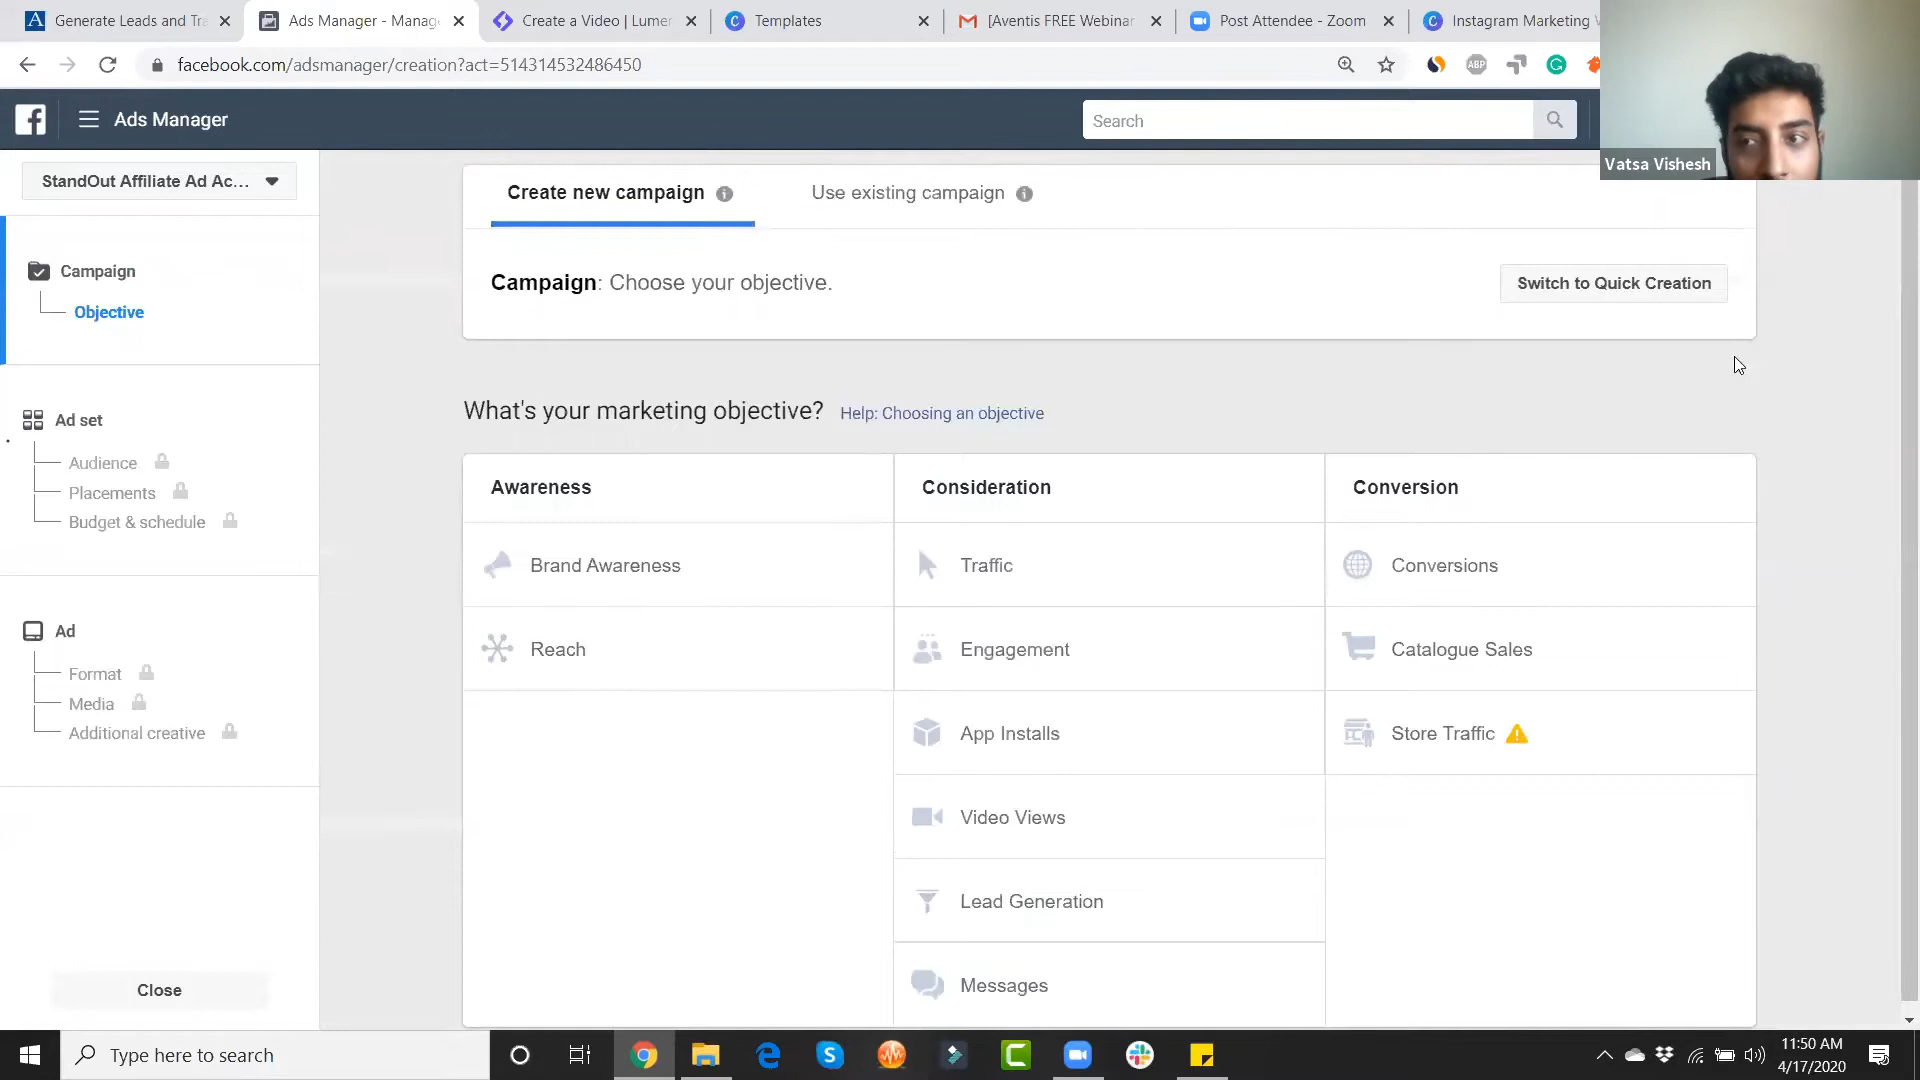 Generate Leads and Tra
Ads Manager - Manag
Create a Video | Lumen
Templates
[Aventis FREE Webinar
Post Attendee - Zoom
Instagram Marketing W
facebook.com/adsmanager/creation?act=514314532486450
ABP
Ads Manager
Search
Vatsa Vishesh
StandOut Affiliate Ad Ac...
Create new campaign
Use existing campaign
Campaign: Choose your objective.
Switch to Quick Creation
Campaign
Objective
Ad set
Audience
Placements
Budget & schedule
Ad
Format
Media
Additional creative
Close
What's your marketing objective?
Help: Choosing an objective
Awareness
Consideration
Conversion
Brand Awareness
Traffic
Conversions
Reach
Engagement
Catalogue Sales
App Installs
Store Traffic
Video Views
Lead Generation
Messages
Type here to search
11:50 AM
4/17/2020